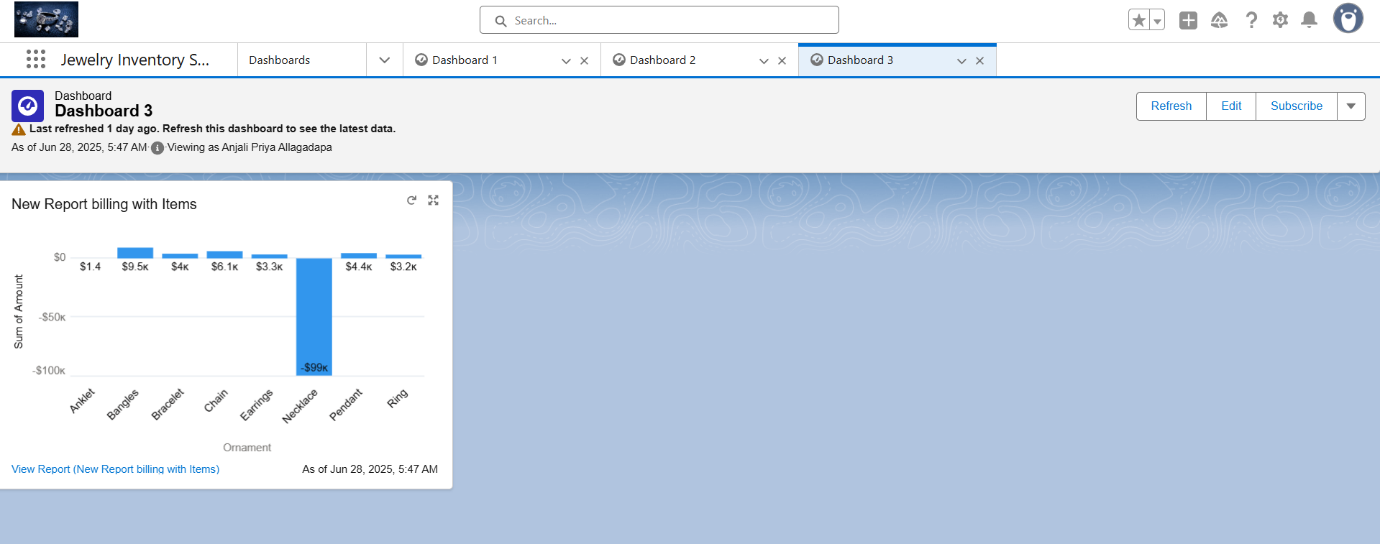 Search...
Jewelry Inventory S... Dashboards Dashboard 1 Dashboard 2 Dashboard 3
Dashboard
Dashboard 3
Last refreshed 1 day ago. Refresh this dashboard to see the latest data.
As of Jun 28, 2025, 5:47 AM· Viewing as Anjali Priya Allagadapa
Refresh Edit Subscribe
New Report billing with Items
Sum of Amount
$0
-$50K
-$100K
$1.4 $9.5K $4K $6.1K $3.3K -$99K $4.4K $3.2K
Anklet Bangles Bracelet Chain Earrings Necklace Pendant Ring
Ornament
View Report (New Report billing with Items) As of Jun 28, 2025, 5:47 AM